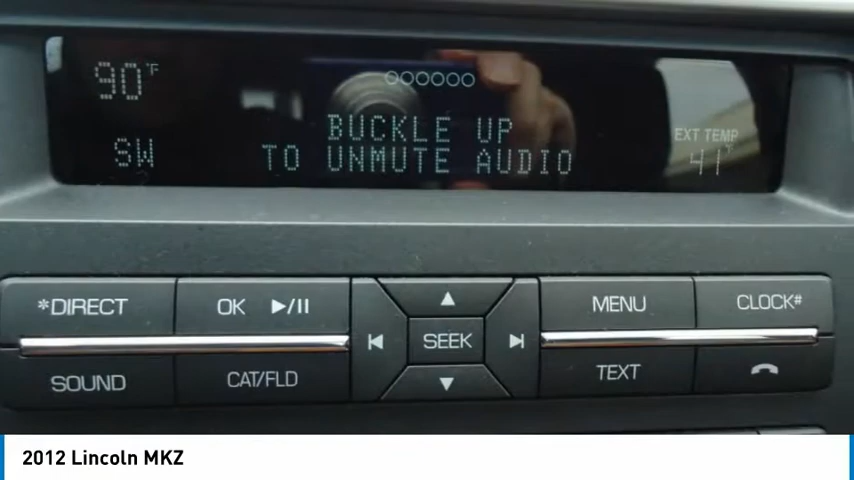 90°F
OOOOOO
BUCKLE UP
SW TO UNMUTE AUDIO
EXT TEMP
41°F
*DIRECT OK ►/II MENU CLOCK#
SEEK
SOUND CAT/FLD TEXT
2012 Lincoln MKZ